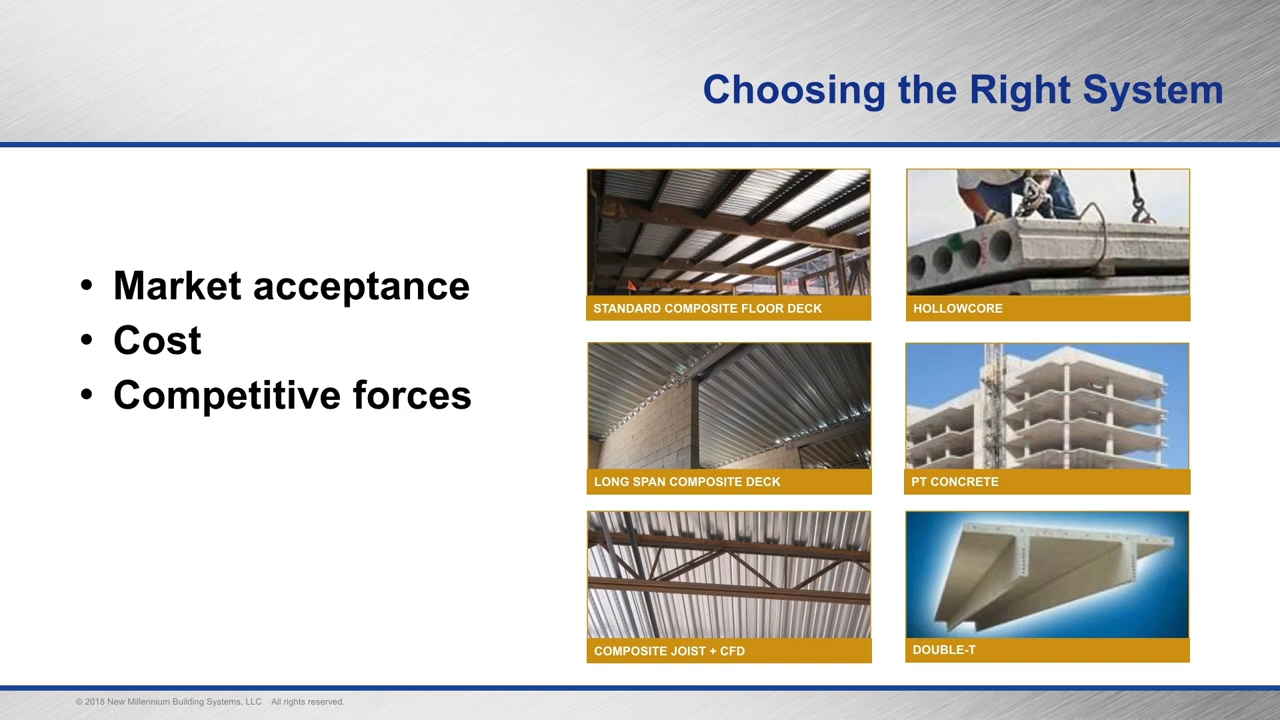 Choosing the Right System
• Market acceptance
• Cost
• Competitive forces
STANDARD COMPOSITE FLOOR DECK
HOLLOWCORE
LONG SPAN COMPOSITE DECK
PT CONCRETE
COMPOSITE JOIST + CFD
DOUBLE-T
© 2018 New Millennium Building Systems, LLC All rights reserved.